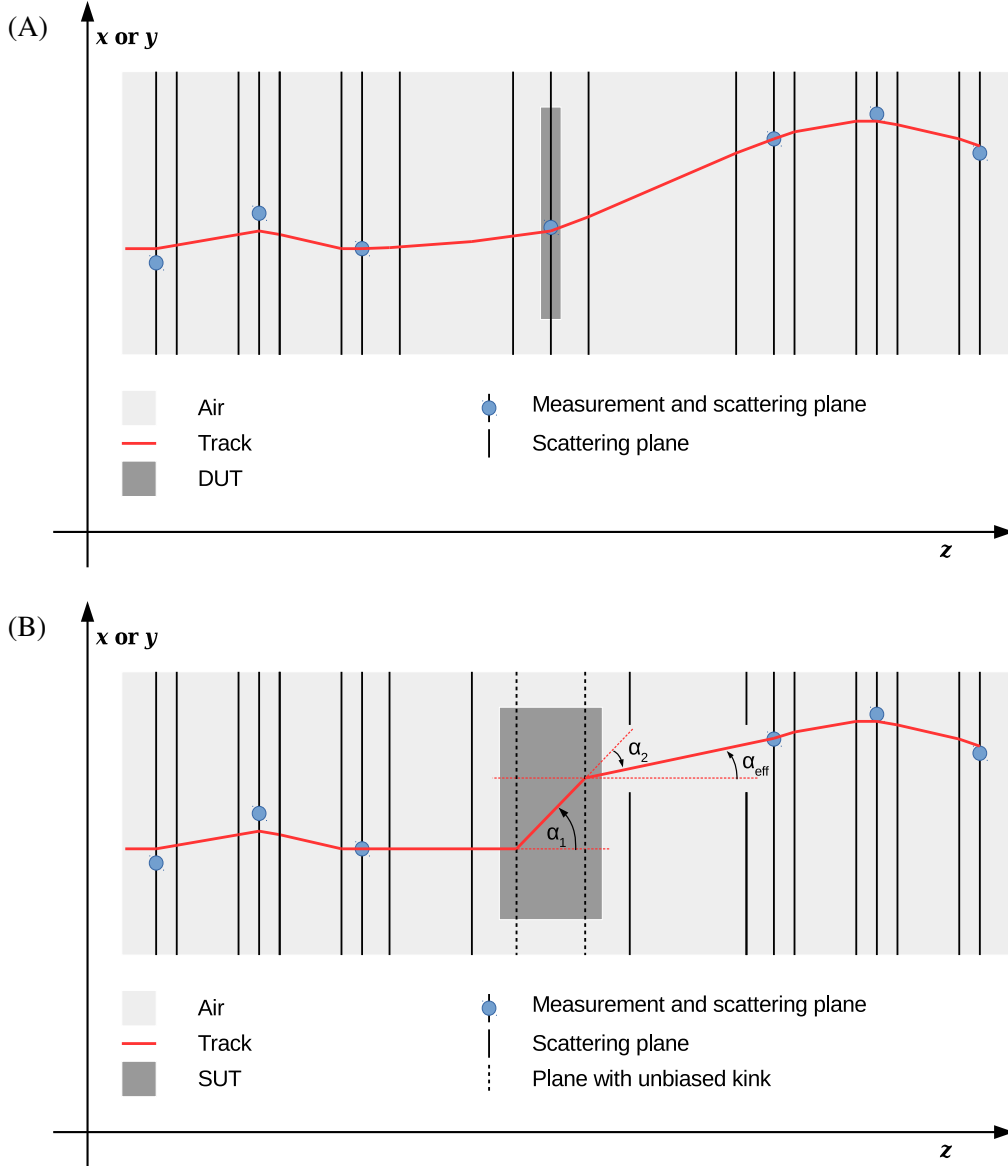 (A)
x or y
Air
Measurement and scattering plane
Track
Scattering plane
DUT
z
(B)
x or y
α2
αeff
α1
Air
Measurement and scattering plane
Track
Scattering plane
SUT
Plane with unbiased kink
z